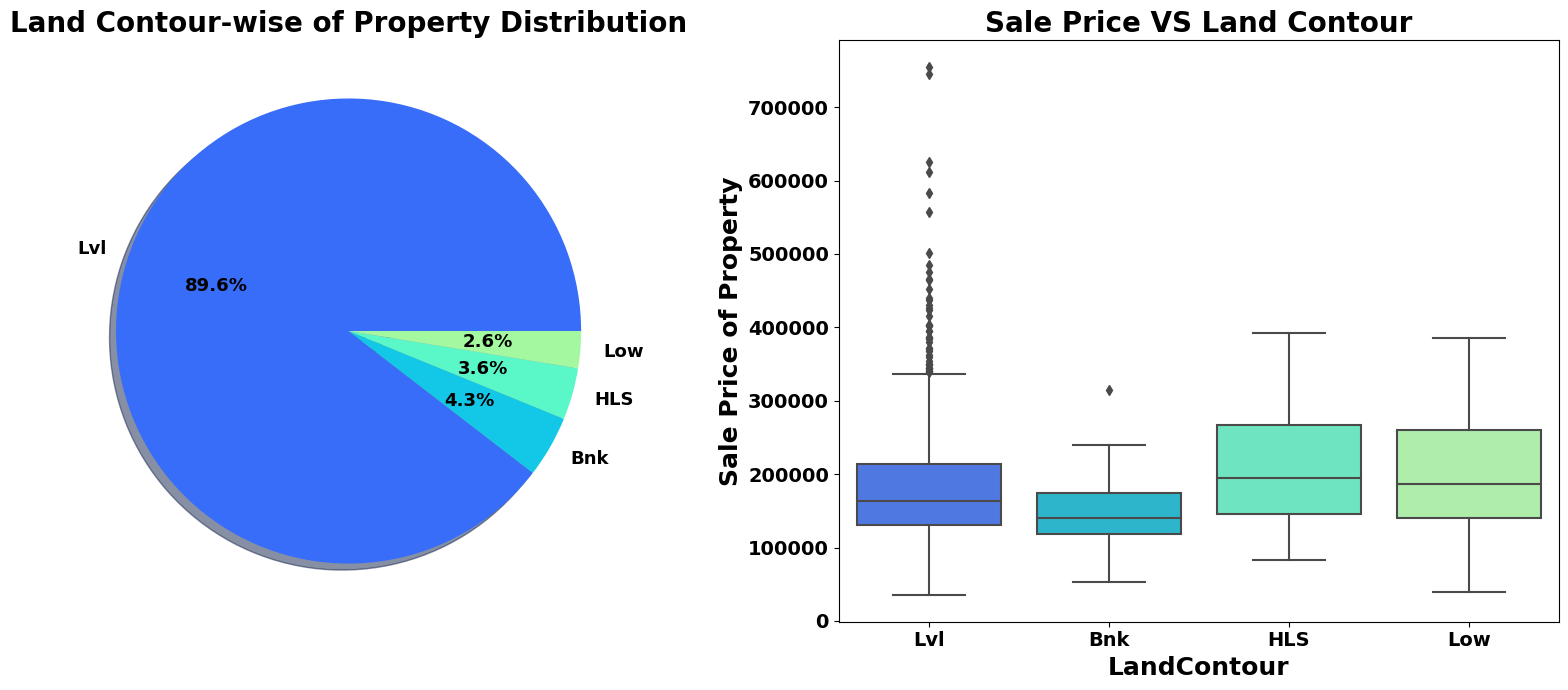 Land Contour-wise of Property Distribution
Lvl
89.6%
2.6%
Low
3.6%
HLS
4.3%
Bnk
Sale Price VS Land Contour
Sale Price of Property
700000
600000
500000
400000
300000
200000
100000
0
Lvl Bnk HLS Low
LandContour